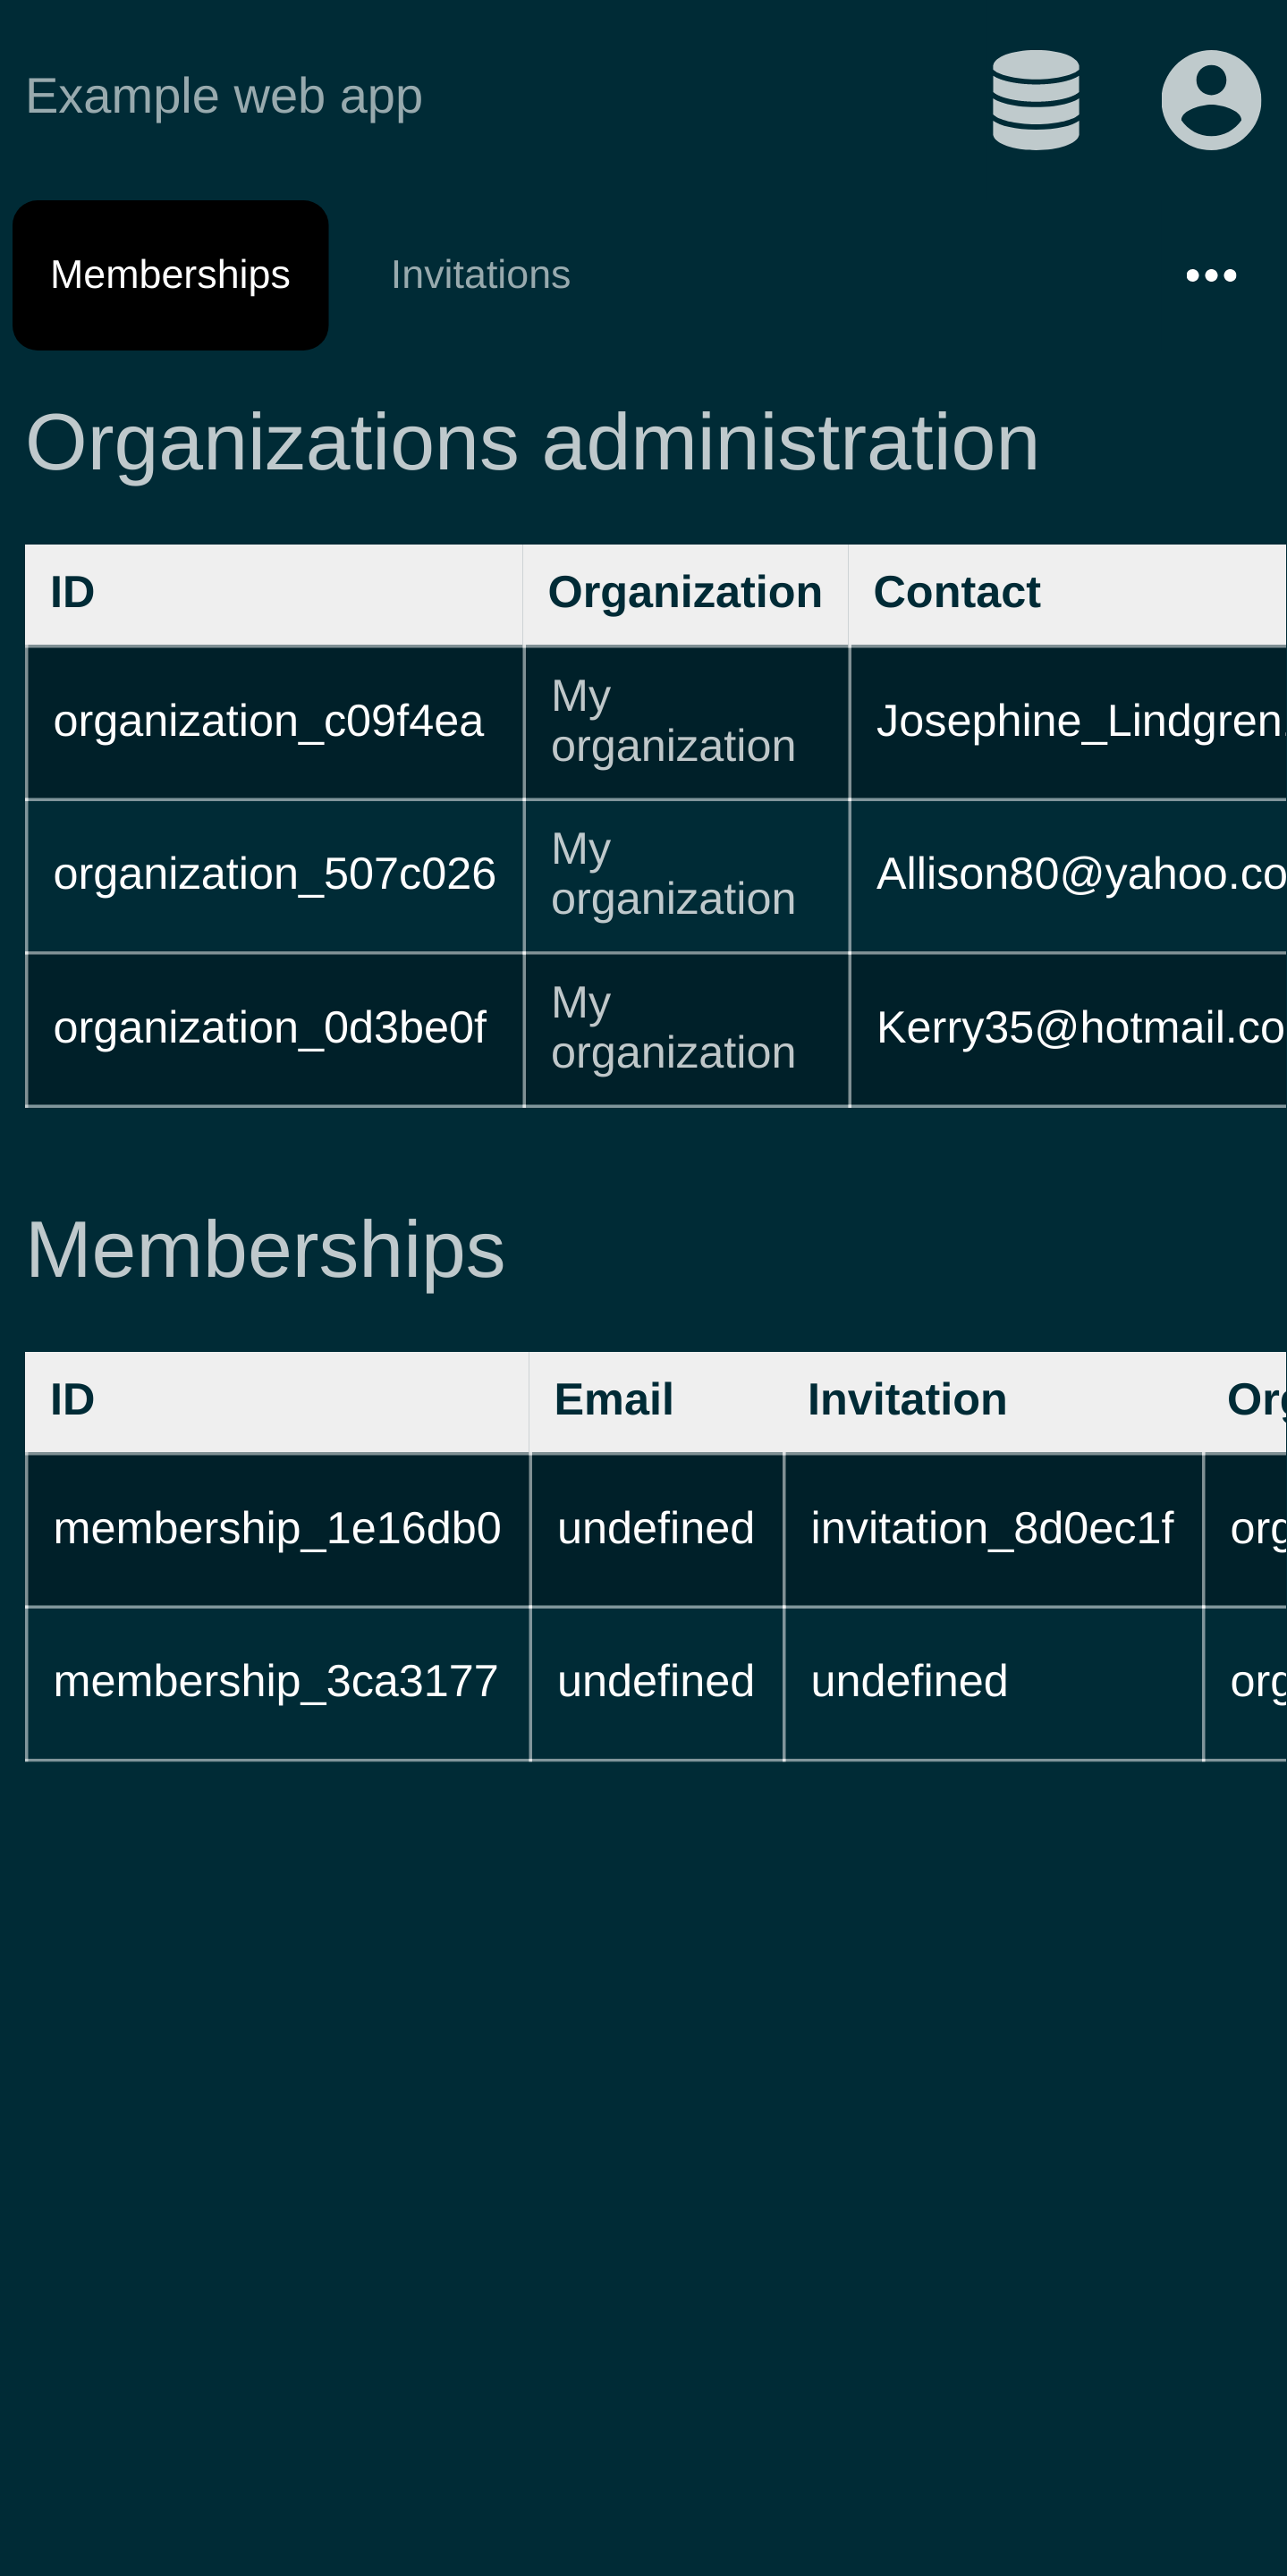 Example web app
Memberships Invitations
Organizations administration
ID Organization Contact
organization_c09f4ea My organization Josephine_Lindgren
organization_507c026 My organization Allison80@yahoo.co
organization_0d3be0f My organization Kerry35@hotmail.co
Memberships
ID Email Invitation Org
membership_1e16db0 undefined invitation_8d0ec1f org
membership_3ca3177 undefined undefined org